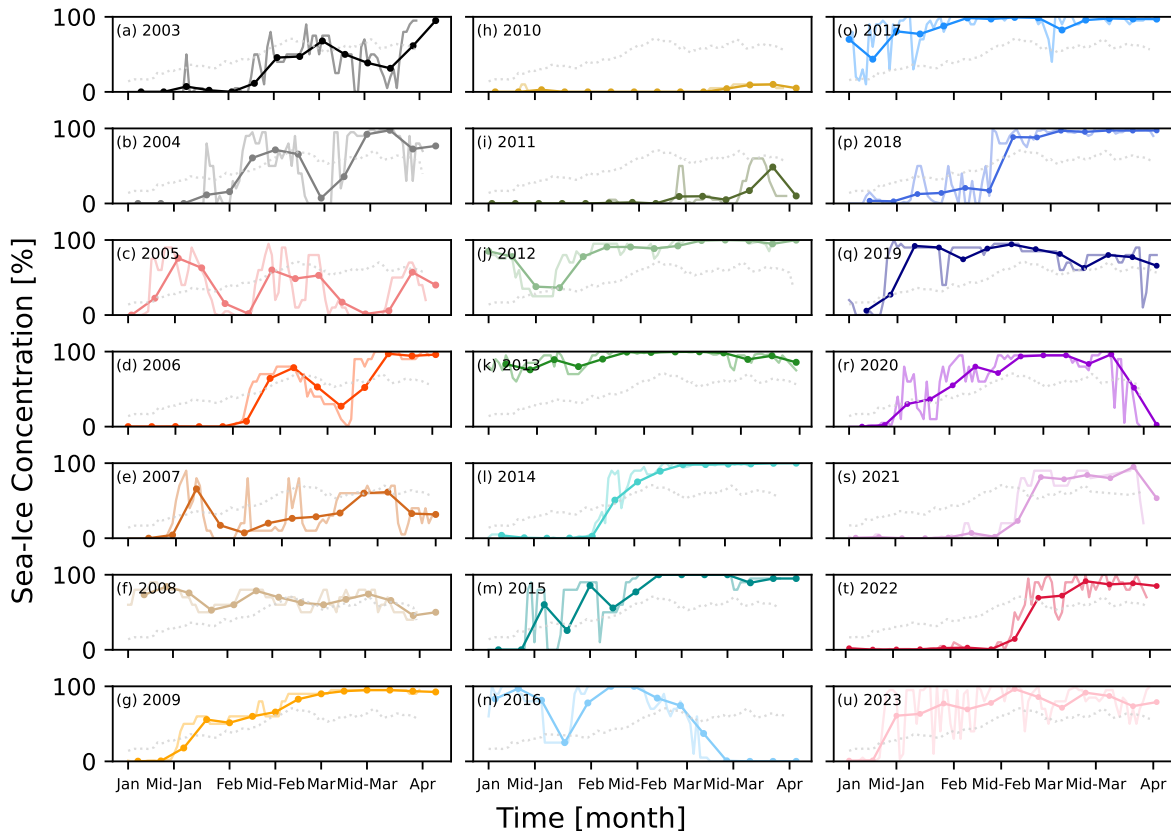 100 (a) 2003 (h) 2010 (o) 2017
0
100 (b) 2004 (i) 2011 (p) 2018
0
100 (c) 2005 (j) 2012 (q) 2019
0
100 (d) 2006 (k) 2013 (r) 2020
0
100 (e) 2007 (l) 2014 (s) 2021
0
100 (f) 2008 (m) 2015 (t) 2022
0
100 (g) 2009 (n) 2016 (u) 2023
0
Jan Mid-Jan Feb Mid-Feb Mar Mid-Mar Apr Jan Mid-Jan Feb Mid-Feb Mar Mid-Mar Apr Jan Mid-Jan Feb Mid-Feb Mar Mid-Mar Apr
Sea-Ice Concentration [%]
Time [month]